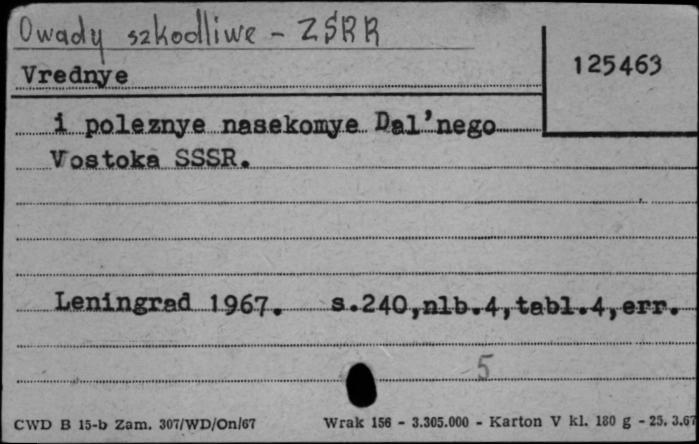 Owady szkodliwe - ZSRR
Vrednye
125463
i poleznye nasekomye Dal'nego
Vostoka SSSR.
Leningrad 1967. s.240,nlb.4,tabl.4,err.
5
CWD B 15-b Zam. 307/WD/On/67 Wrak 156 - 3.305.000 - Karton V kl. 180 g - 25.3.67